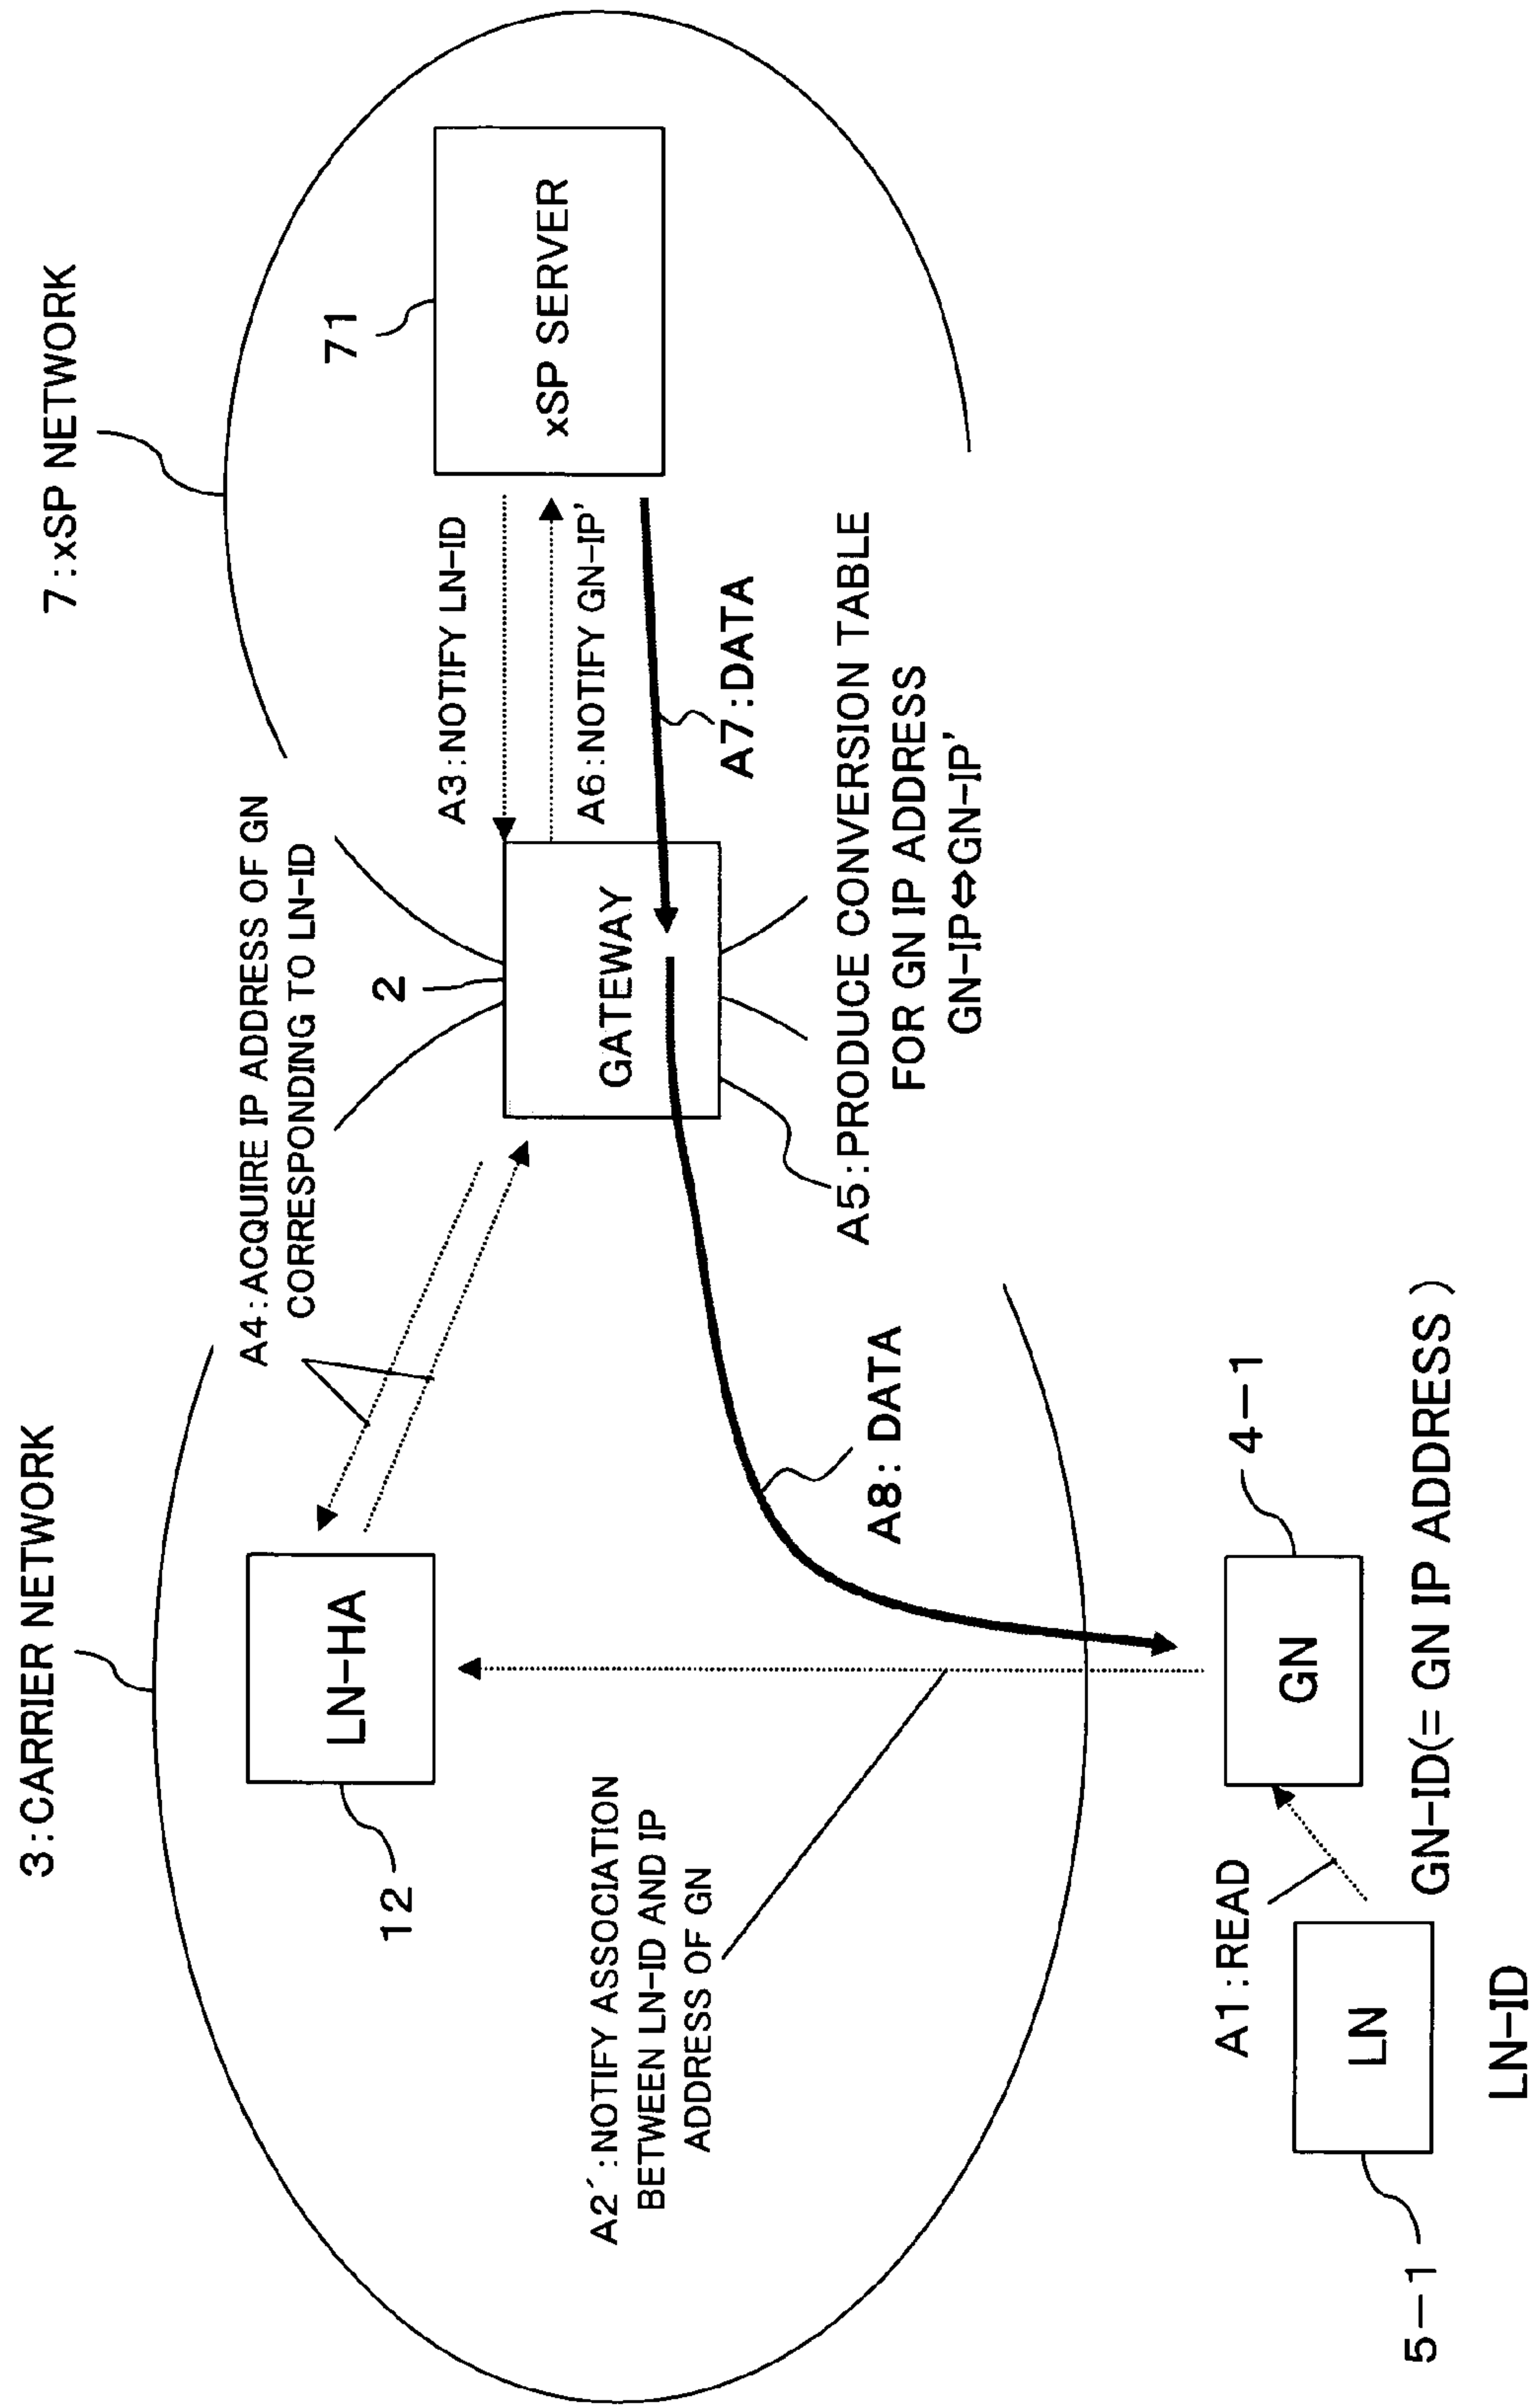 3:CARRIER NETWORK
7:xSP NETWORK
A4:ACQUIRE IP ADDRESS OF GN
CORRESPONDING TO LN-ID
2
71
LN-HA
12
A3:NOTIFY LN-ID
xSP SERVER
A6:NOTIFY GN-IP'
GATEWAY
A7:DATA
A2´:NOTIFY ASSOCIATION
BETWEEN LN-ID AND IP
ADDRESS OF GN
A8: DATA
A5:PRODUCE CONVERSION TABLE
FOR GN IP ADDRESS
GN-IP⇔GN-IP'
A1:READ
4-1
GN
LN
GN-ID(= GN IP ADDRESS )
5-1
LN-ID